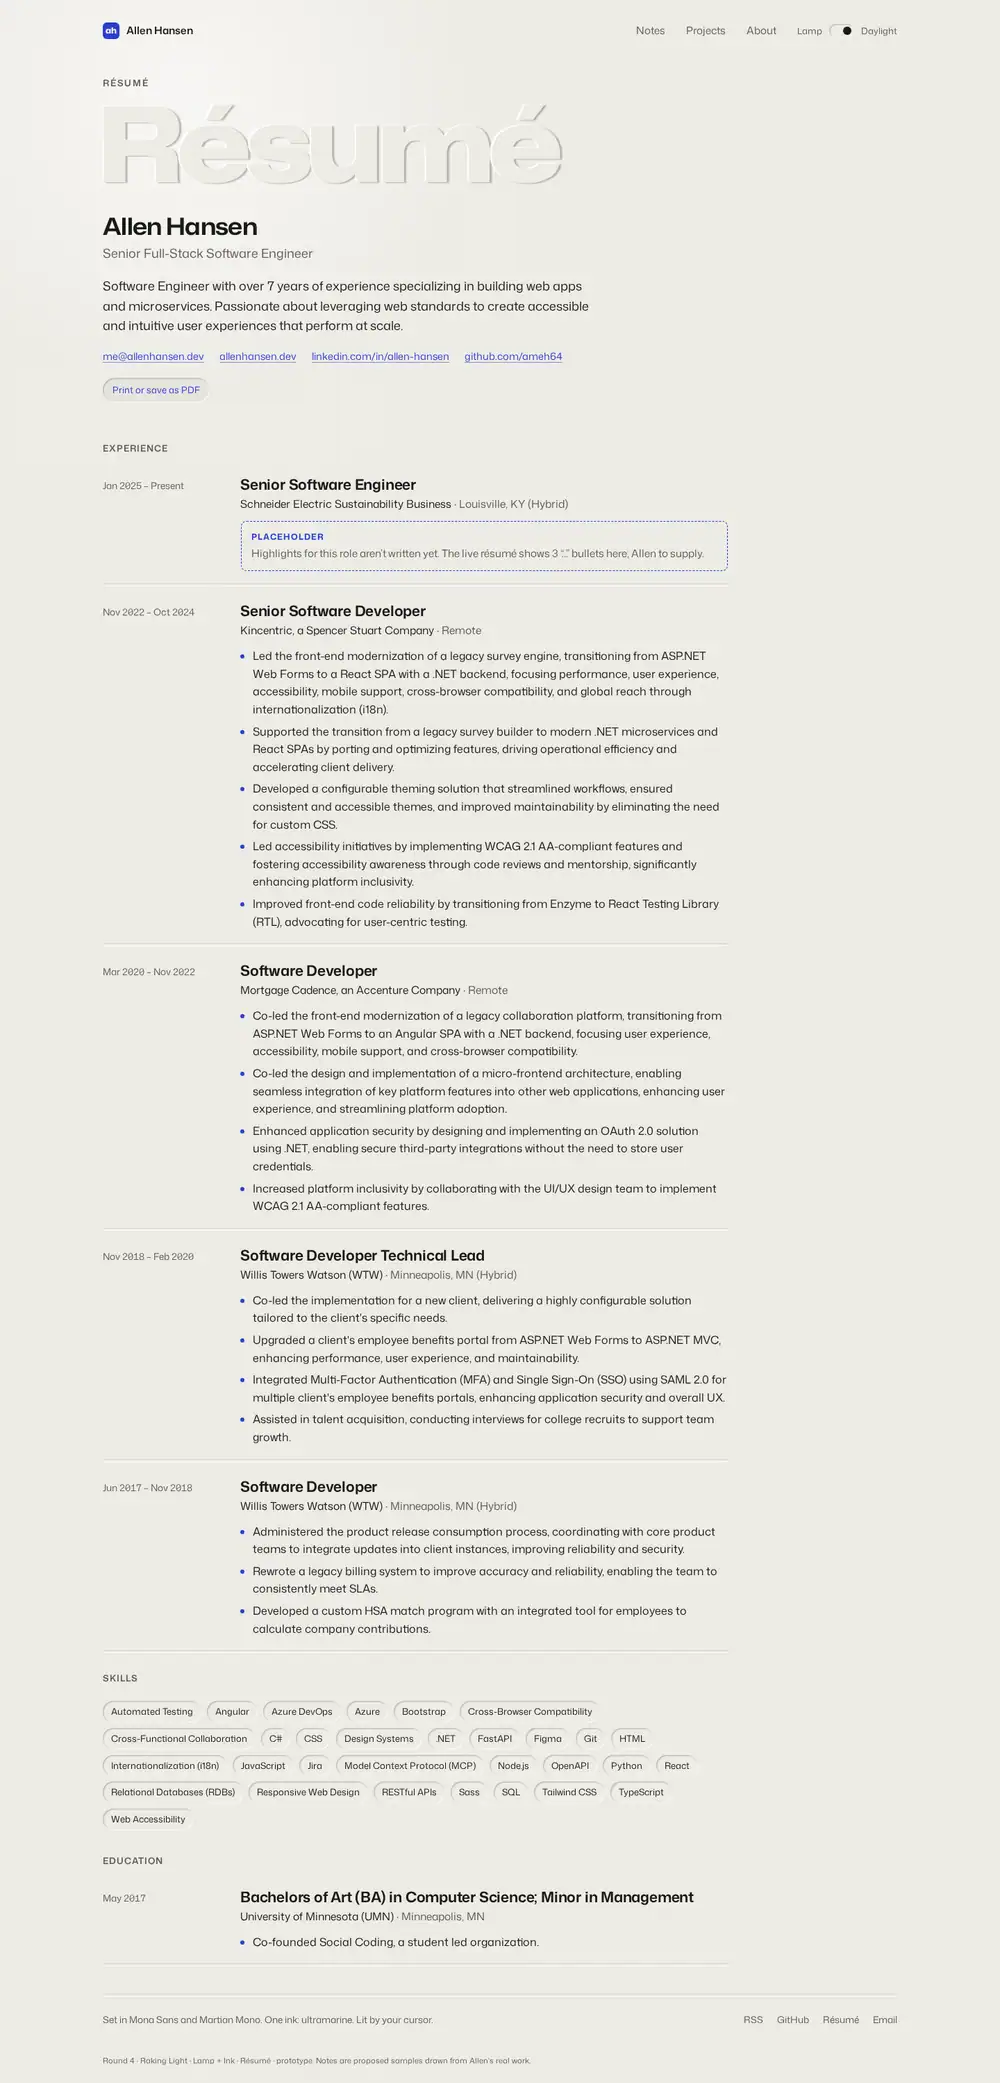 ah Allen Hansen
Notes Projects About Lamp Daylight
RÉSUMÉ
Résumé
Allen Hansen
Senior Full-Stack Software Engineer
Software Engineer with over 7 years of experience specializing in building web apps
and microservices. Passionate about leveraging web standards to create accessible
and intuitive user experiences that perform at scale.
me@allenhansen.dev allenhansen.dev linkedin.com/in/allen-hansen github.com/ameh64
Print or save as PDF
EXPERIENCE
Jan 2025 – Present
Senior Software Engineer
Schneider Electric Sustainability Business · Louisville, KY (Hybrid)
PLACEHOLDER
Highlights for this role aren't written yet. The live résumé shows 3 "..." bullets here, Allen to supply.
Nov 2022 – Oct 2024
Senior Software Developer
Kincentric, a Spencer Stuart Company · Remote
• Led the front-end modernization of a legacy survey engine, transitioning from ASP.NET
Web Forms to a React SPA with a .NET backend, focusing performance, user experience,
accessibility, mobile support, cross-browser compatibility, and global reach through
internationalization (i18n).
• Supported the transition from a legacy survey builder to modern .NET microservices and
React SPAs by porting and optimizing features, driving operational efficiency and
accelerating client delivery.
• Developed a configurable theming solution that streamlined workflows, ensured
consistent and accessible themes, and improved maintainability by eliminating the need
for custom CSS.
• Led accessibility initiatives by implementing WCAG 2.1 AA-compliant features and
fostering accessibility awareness through code reviews and mentorship, significantly
enhancing platform inclusivity.
• Improved front-end code reliability by transitioning from Enzyme to React Testing Library
(RTL), advocating for user-centric testing.
Mar 2020 – Nov 2022
Software Developer
Mortgage Cadence, an Accenture Company · Remote
• Co-led the front-end modernization of a legacy collaboration platform, transitioning from
ASP.NET Web Forms to an Angular SPA with a .NET backend, focusing user experience,
accessibility, mobile support, and cross-browser compatibility.
• Co-led the design and implementation of a micro-frontend architecture, enabling
seamless integration of key platform features into other web applications, enhancing user
experience, and streamlining platform adoption.
• Enhanced application security by designing and implementing an OAuth 2.0 solution
using .NET, enabling secure third-party integrations without the need to store user
credentials.
• Increased platform inclusivity by collaborating with the UI/UX design team to implement
WCAG 2.1 AA-compliant features.
Nov 2018 – Feb 2020
Software Developer Technical Lead
Willis Towers Watson (WTW) · Minneapolis, MN (Hybrid)
• Co-led the implementation for a new client, delivering a highly configurable solution
tailored to the client's specific needs.
• Upgraded a client's employee benefits portal from ASP.NET Web Forms to ASP.NET MVC,
enhancing performance, user experience, and maintainability.
• Integrated Multi-Factor Authentication (MFA) and Single Sign-On (SSO) using SAML 2.0 for
multiple client's employee benefits portals, enhancing application security and overall UX.
• Assisted in talent acquisition, conducting interviews for college recruits to support team
growth.
Jun 2017 – Nov 2018
Software Developer
Willis Towers Watson (WTW) · Minneapolis, MN (Hybrid)
• Administered the product release consumption process, coordinating with core product
teams to integrate updates into client instances, improving reliability and security.
• Rewrote a legacy billing system to improve accuracy and reliability, enabling the team to
consistently meet SLAs.
• Developed a custom HSA match program with an integrated tool for employees to
calculate company contributions.
SKILLS
Automated Testing Angular Azure DevOps Azure Bootstrap Cross-Browser Compatibility
Cross-Functional Collaboration C# CSS Design Systems .NET FastAPI Figma Git HTML
Internationalization (i18n) JavaScript Jira Model Context Protocol (MCP) Node.js OpenAPI Python React
Relational Databases (RDBs) Responsive Web Design RESTful APIs Sass SQL Tailwind CSS TypeScript
Web Accessibility
EDUCATION
May 2017
Bachelors of Art (BA) in Computer Science; Minor in Management
University of Minnesota (UMN) · Minneapolis, MN
• Co-founded Social Coding, a student led organization.
Set in Mona Sans and Martian Mono. One ink: ultramarine. Lit by your cursor.
RSS GitHub Résumé Email
Round 4 · Raking Light · Lamp + Ink · Résumé · prototype. Notes are proposed samples drawn from Allen's real work.